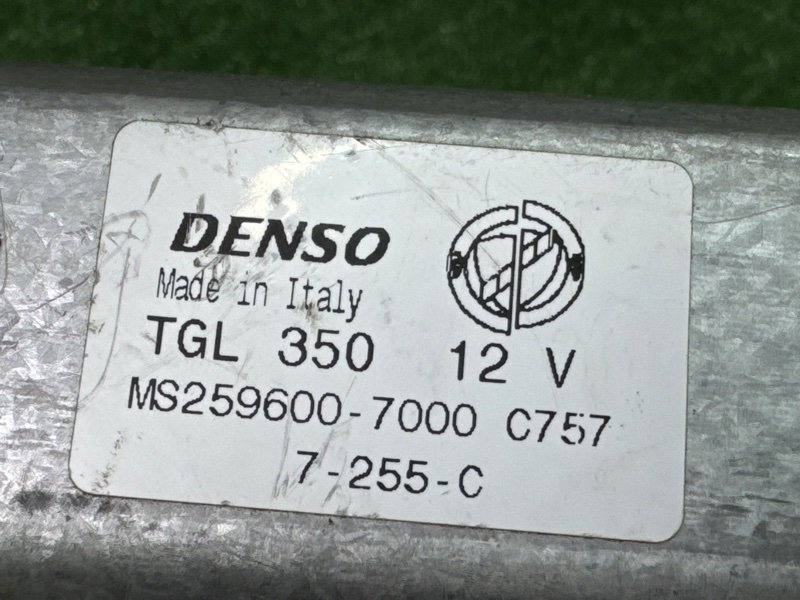 DENSO
Made in Italy
TGL 350 12 V
MS259600-7000 C757
7-255-C